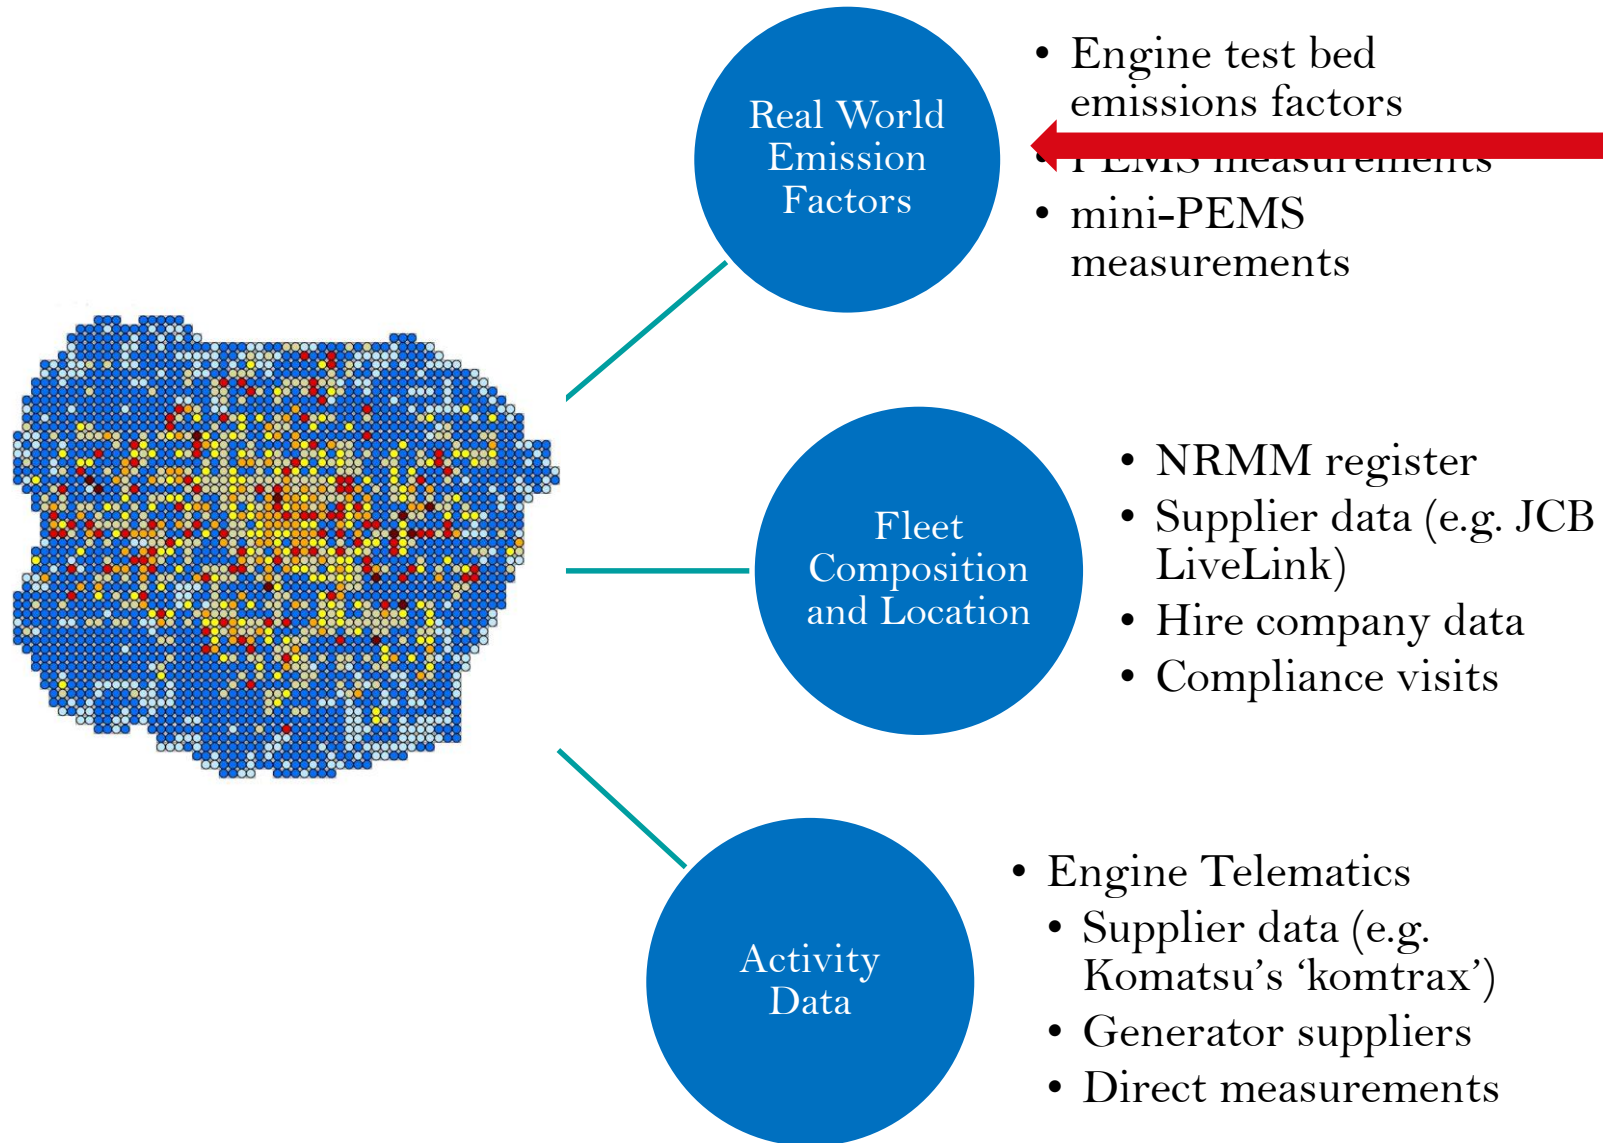 Real World
Emission
Factors
• Engine test bed
emissions factors
• PEMS measurements
• mini-PEMS
measurements
Fleet
Composition
and Location
• NRMM register
• Supplier data (e.g. JCB
LiveLink)
• Hire company data
• Compliance visits
Activity
Data
• Engine Telematics
• Supplier data (e.g.
Komatsu’s ‘komtrax’)
• Generator suppliers
• Direct measurements